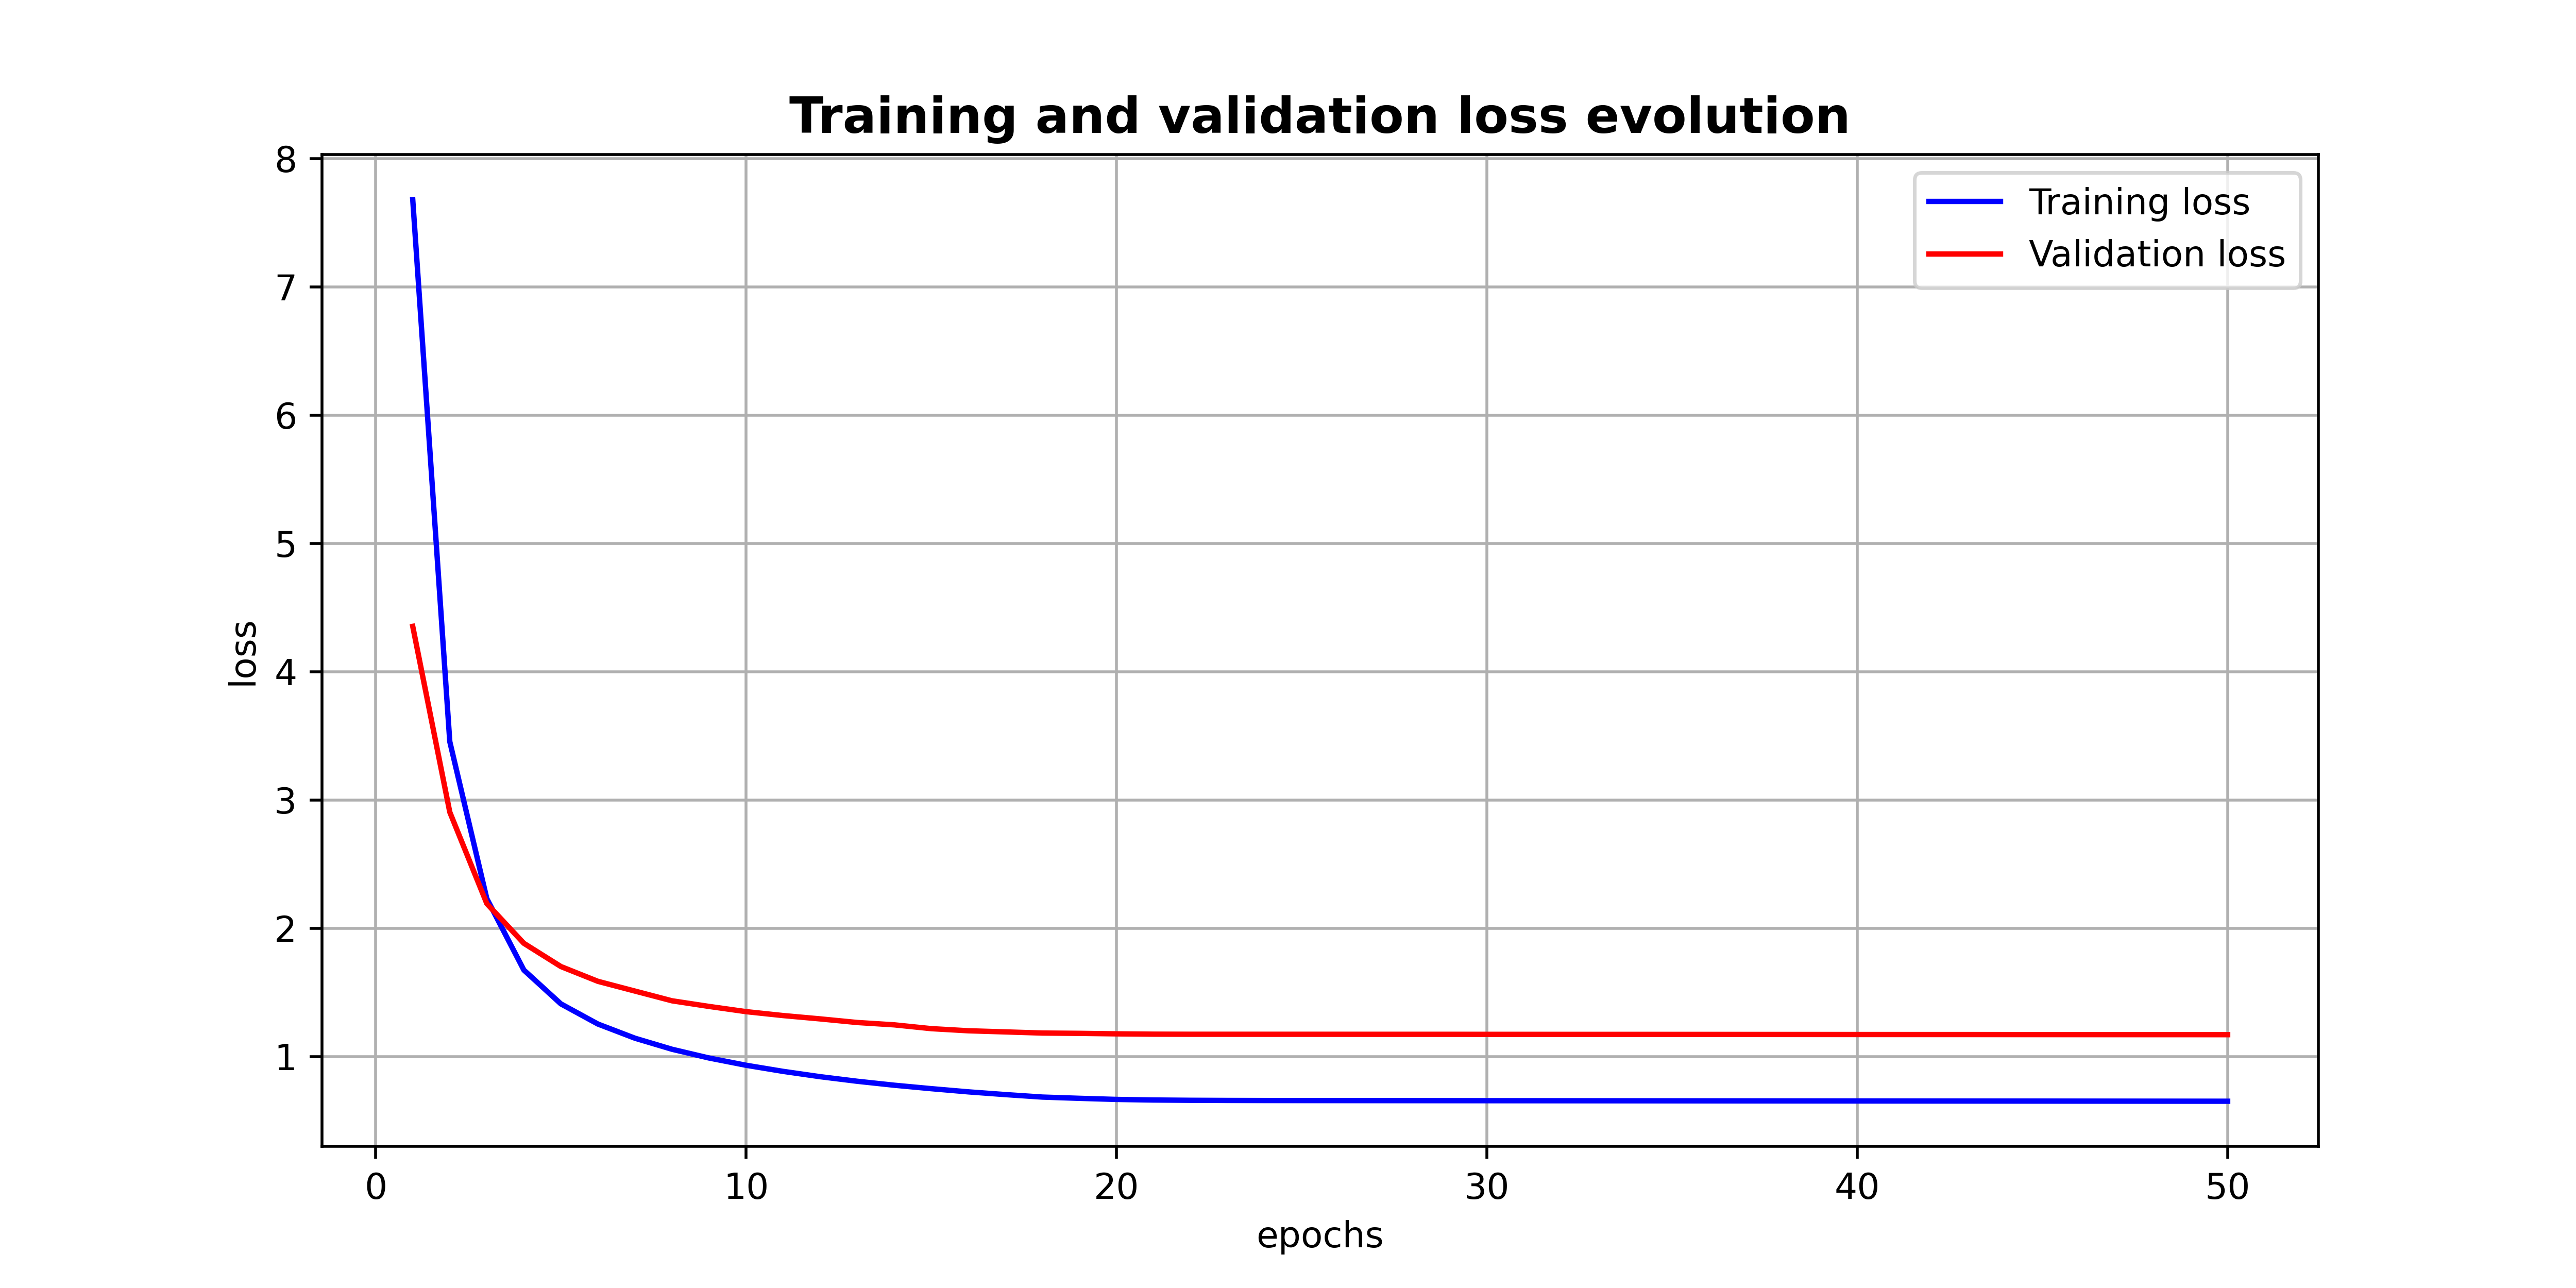 Training and validation loss evolution
8
7
6
5
4
3
2
1
loss
Training loss
Validation loss
0 10 20 30 40 50
epochs